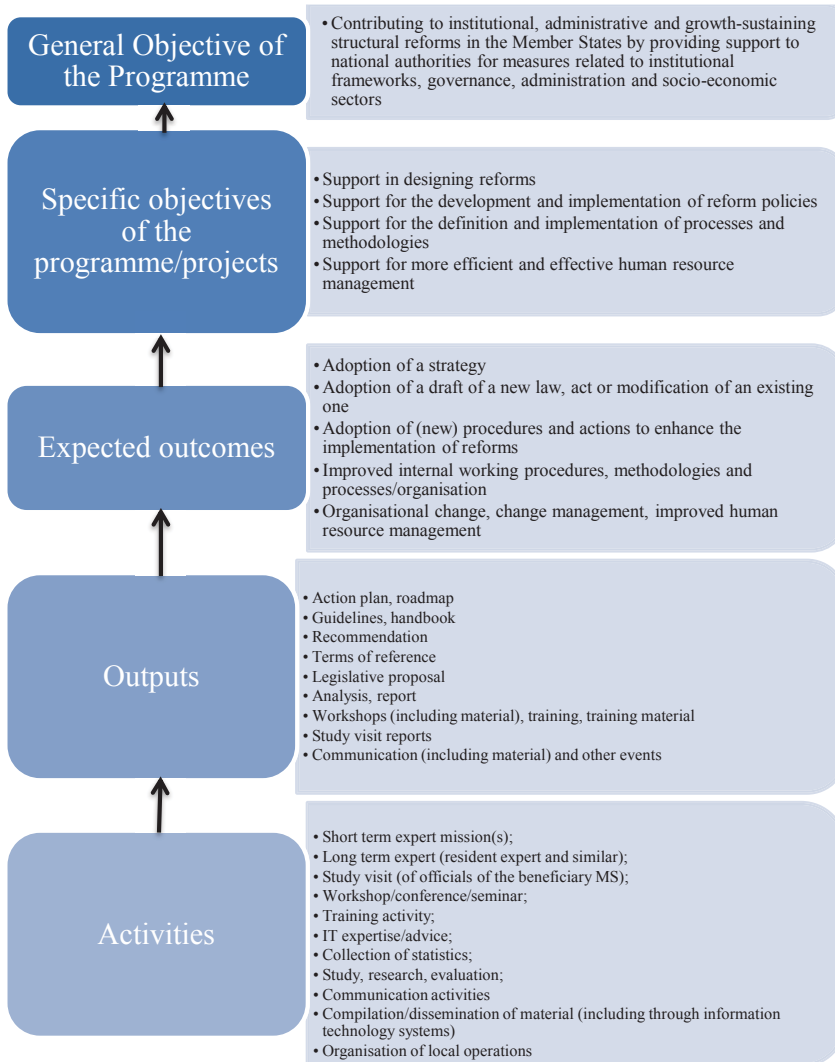 General Objective of
the Programme
• Contributing to institutional, administrative and growth-sustaining
structural reforms in the Member States by providing support to
national authorities for measures related to institutional
frameworks, governance, administration and socio-economic
sectors
Specific objectives
of the
programme/projects
• Support in designing reforms
• Support for the development and implementation of reform policies
• Support for the definition and implementation of processes and
methodologies
• Support for more efficient and effective human resource
management
Expected outcomes
• Adoption of a strategy
• Adoption of a draft of a new law, act or modification of an existing
one
• Adoption of (new) procedures and actions to enhance the
implementation of reforms
• Improved internal working procedures, methodologies and
processes/organisation
• Organisational change, change management, improved human
resource management
Outputs
• Action plan, roadmap
• Guidelines, handbook
• Recommendation
• Terms of reference
• Legislative proposal
• Analysis, report
• Workshops (including material), training, training material
• Study visit reports
• Communication (including material) and other events
Activities
• Short term expert mission(s);
• Long term expert (resident expert and similar);
• Study visit (of officials of the beneficiary MS);
• Workshop/conference/seminar;
• Training activity;
• IT expertise/advice;
• Collection of statistics;
• Study, research, evaluation;
• Communication activities
• Compilation/dissemination of material (including through information
technology systems)
• Organisation of local operations